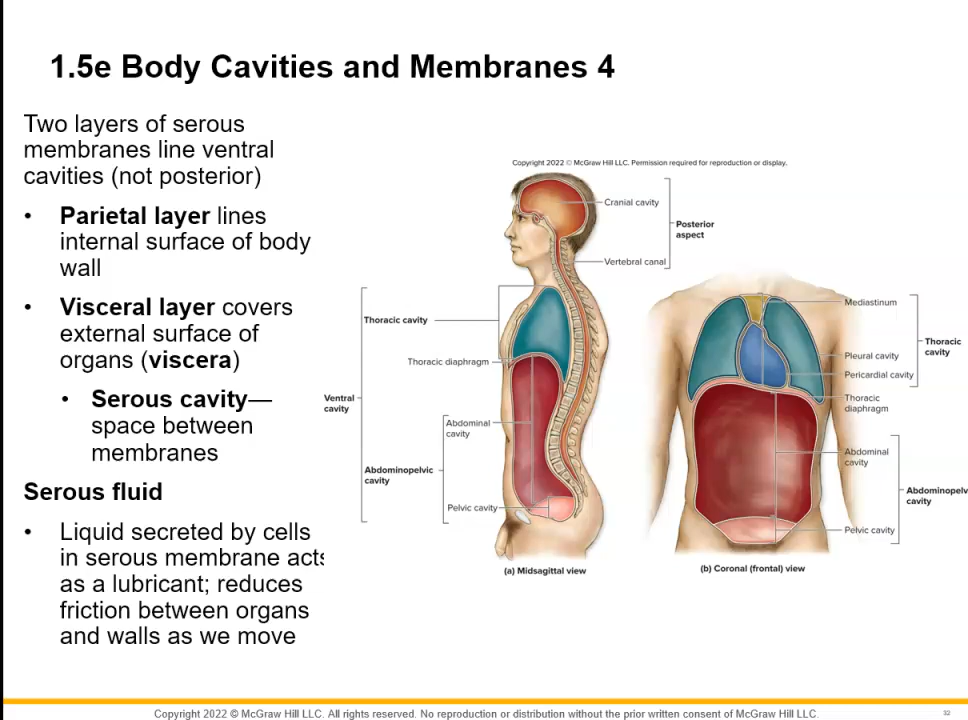 1.5e Body Cavities and Membranes 4
Two layers of serous
membranes line ventral
cavities (not posterior)
• Parietal layer lines
internal surface of body
wall
• Visceral layer covers
external surface of
organs (viscera)
• Serous cavity—
space between
membranes
Serous fluid
• Liquid secreted by cells
in serous membrane acts
as a lubricant; reduces
friction between organs
and walls as we move
Copyright 2022 © McGraw Hill LLC. Permission required for reproduction or display.
Cranial cavity
Posterior
aspect
Vertebral canal
Thoracic cavity
Thoracic diaphragm
Ventral
cavity
Abdominal
cavity
Abdominopelvic
cavity
Pelvic cavity
(a) Midsagittal view
Mediastinum
Thoracic
cavity
Pleural cavity
Pericardial cavity
Thoracic
diaphragm
Abdominal
cavity
Abdominopelv
cavity
Pelvic cavity
(b) Coronal (frontal) view
Copyright 2022 © McGraw Hill LLC. All rights reserved. No reproduction or distribution without the prior written consent of McGraw Hill LLC.
32